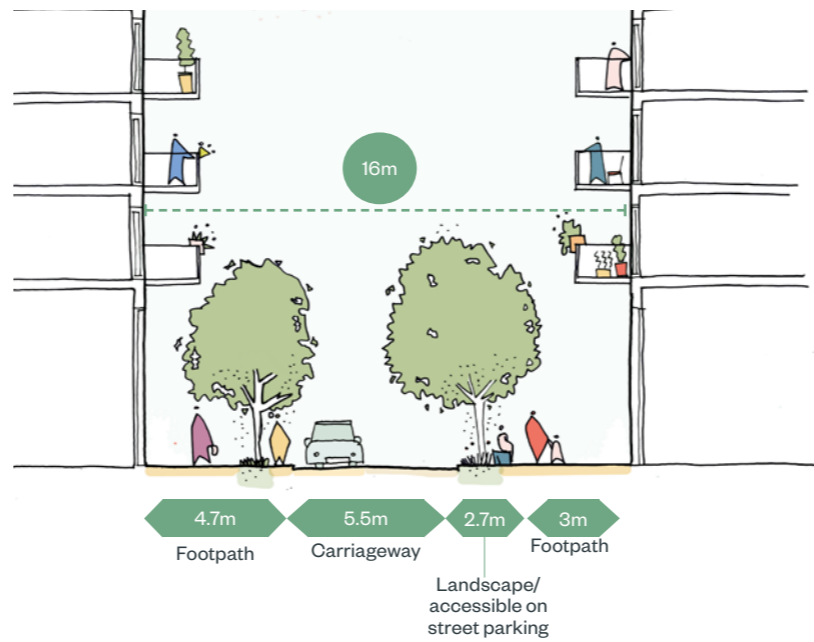 16m
4.7m
5.5m
2.7m
3m
Footpath
Carriageway
Footpath
Landscape/
accessible on
street parking